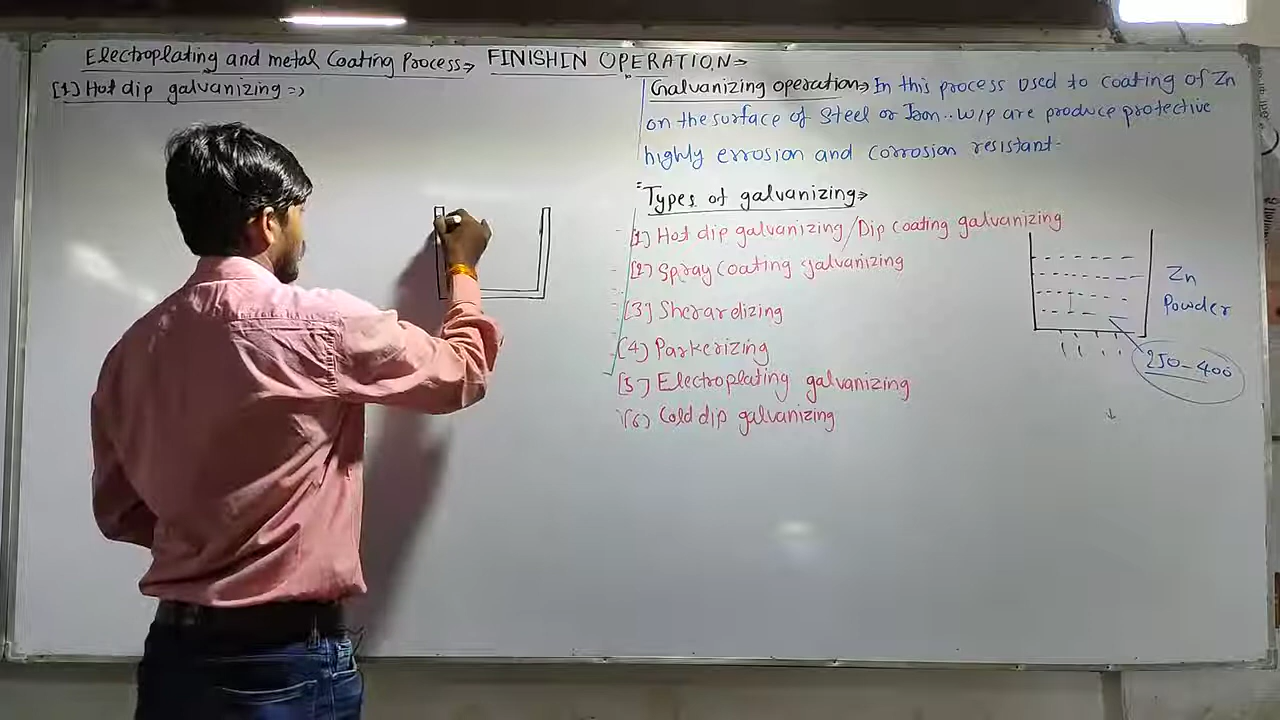 Electroplating and metal Coating Process⇒ FINISHIN OPERATION⇒
[1] Hot dip galvanizing ⇒
Galvanizing operation⇒ In this process used to coating of Zn
on the surface of Steel or Iron.. W/p are produce protective
highly errosion and corrosion resistant-
Types of galvanizing⇒
[1] Hot dip galvanizing/Dip coating galvanizing
[2] Spray coating galvanizing
[3] Sherardizing
[4] Parkerizing
[5] Electroplating galvanizing
(6) Cold dip galvanizing
Zn
Powder
250-400